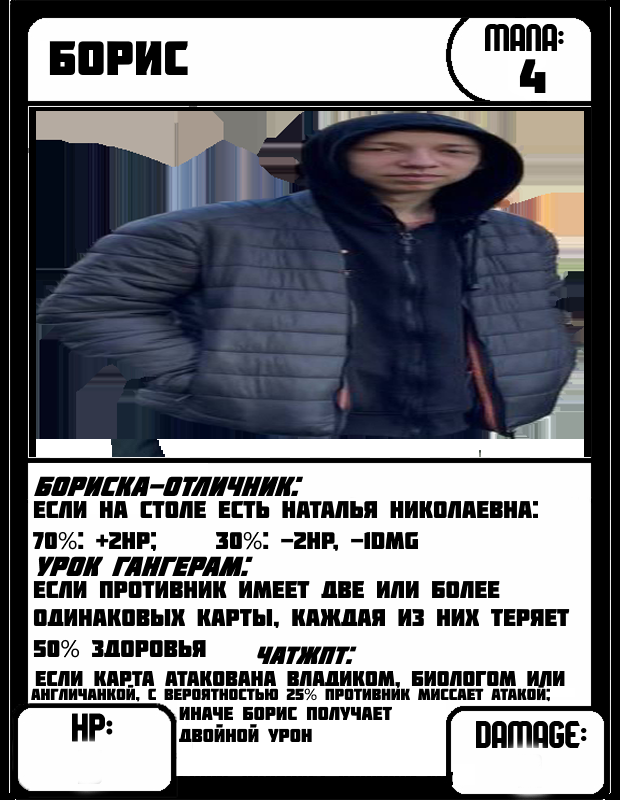 БОРИС
МАПА:
4
БОРИСКА-ОТЛИЧНИК:
ЕСЛИ НА СТОЛЕ ЕСТЬ НАТАЛЬЯ НИКОЛАЕВНА:
70%: +2HP; 30%: -2HP, -1DMG
УРОК ГАНГЕРАМ:
ЕСЛИ ПРОТИВНИК ИМЕЕТ ДВЕ ИЛИ БОЛЕЕ
ОДИНАКОВЫХ КАРТЫ, КАЖДАЯ ИЗ НИХ ТЕРЯЕТ
50% ЗДОРОВЬЯ
ЧАТЖПТ:
ЕСЛИ КАРТА АТАКОВАНА ВЛАДИКОМ, БИОЛОГОМ ИЛИ
АНГЛИЧАНКОЙ, С ВЕРОЯТНОСТЬЮ 25% ПРОТИВНИК МИССАЕТ АТАКОЙ;
ИНАЧЕ БОРИС ПОЛУЧАЕТ
ДВОЙНОЙ УРОН
HP:
DAMAGE: